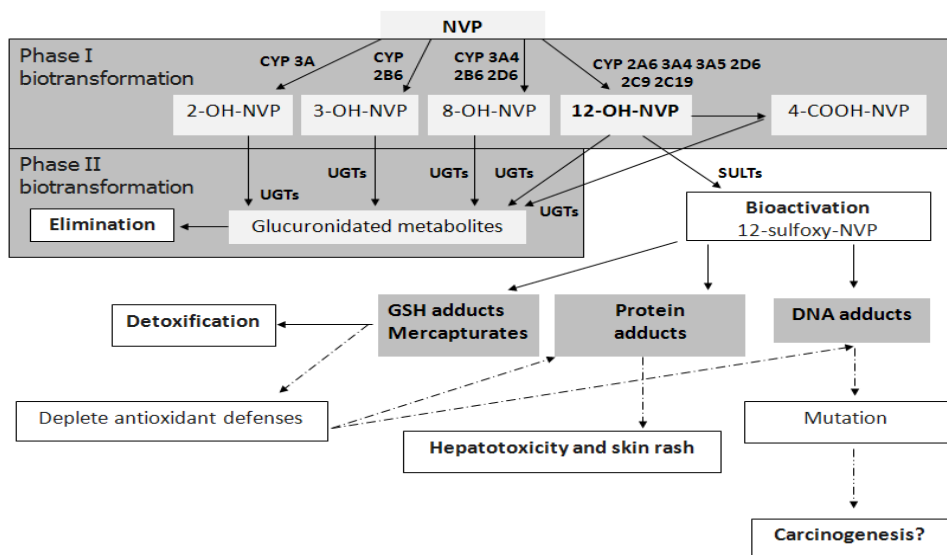 NVP
Phase I
biotransformation
CYP 3A
CYP
2B6
CYP 3A4
2B6 2D6
CYP 2A6 3A4 3A5 2D6
2C9 2C19
2-OH-NVP
3-OH-NVP
8-OH-NVP
12-OH-NVP
4-COOH-NVP
Phase II
biotransformation
UGTs
UGTs
UGTs
UGTs
UGTs
SULTs
Elimination
Glucuronidated metabolites
Bioactivation
12-sulfoxy-NVP
Detoxification
GSH adducts
Mercapturates
Protein
adducts
DNA adducts
Deplete antioxidant defenses
Hepatotoxicity and skin rash
Mutation
Carcinogenesis?